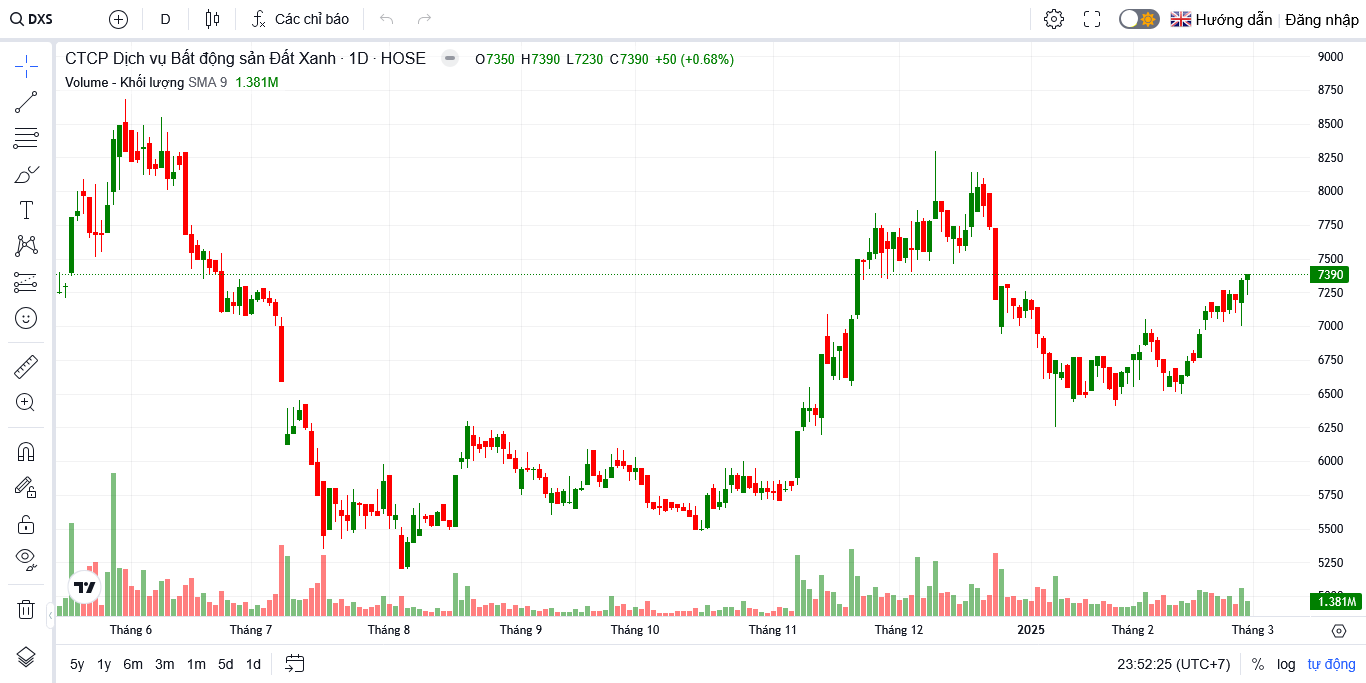 DXS D Các chỉ báo Hướng dẫn Đăng nhập
CTCP Dịch vụ Bất động sản Đất Xanh · 1D · HOSE O7350 H7390 L7230 C7390 +50 (+0.68%)
Volume - Khối lượng SMA 9 1.381M
9000
8750
8500
8250
8000
7750
7500
7390
7250
7000
6750
6500
6250
6000
5750
5500
5250
1.381M
Tháng 6 Tháng 7 Tháng 8 Tháng 9 Tháng 10 Tháng 11 Tháng 12 2025 Tháng 2 Tháng 3
5y 1y 6m 3m 1m 5d 1d 23:52:25 (UTC+7) % log tự động